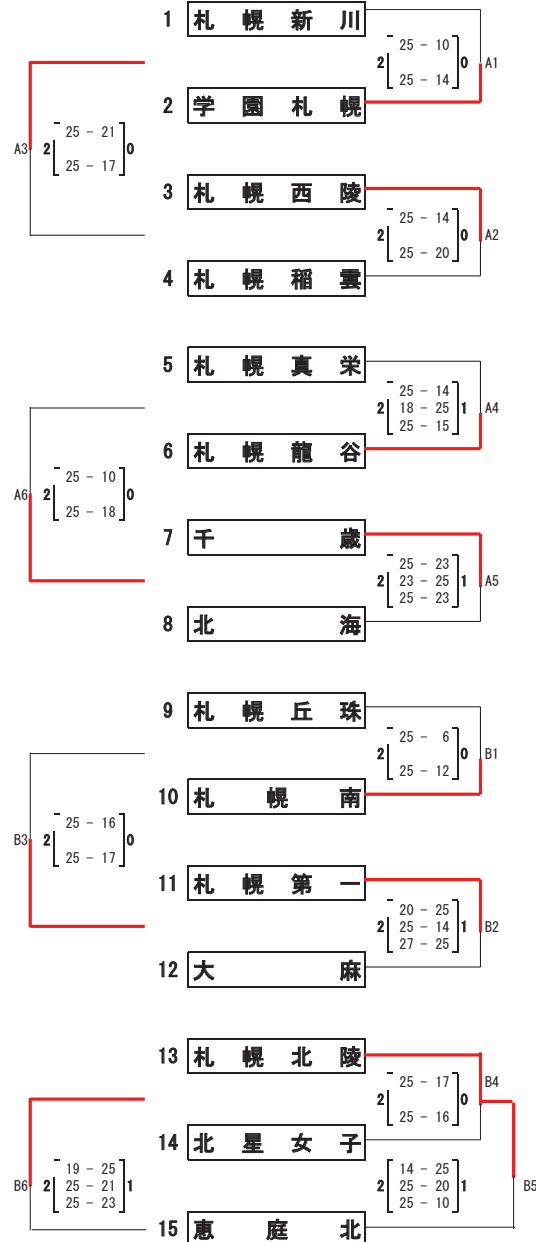 1 札幌新川
2 25 - 10 0 A1
25 - 14
2 学園札幌
A3 2 25 - 21 0
25 - 17
3 札幌西陵
2 25 - 14 0 A2
25 - 20
4 札幌稲雲
5 札幌真栄
25 - 14
2 18 - 25 1 A4
25 - 15
6 札幌龍谷
A6 2 25 - 10 0
25 - 18
7 千歳
25 - 23
2 23 - 25 1 A5
25 - 23
8 北海
9 札幌丘珠
2 25 - 6 0 B1
25 - 12
10 札幌南
B3 2 25 - 16 0
25 - 17
11 札幌第一
20 - 25
2 25 - 14 1 B2
27 - 25
12 大麻
13 札幌北陵
2 25 - 17 0 B4
25 - 16
14 北星女子
19 - 25
B6 2 25 - 21 1
25 - 23
14 - 25
2 25 - 20 1 B5
25 - 10
15 恵庭北